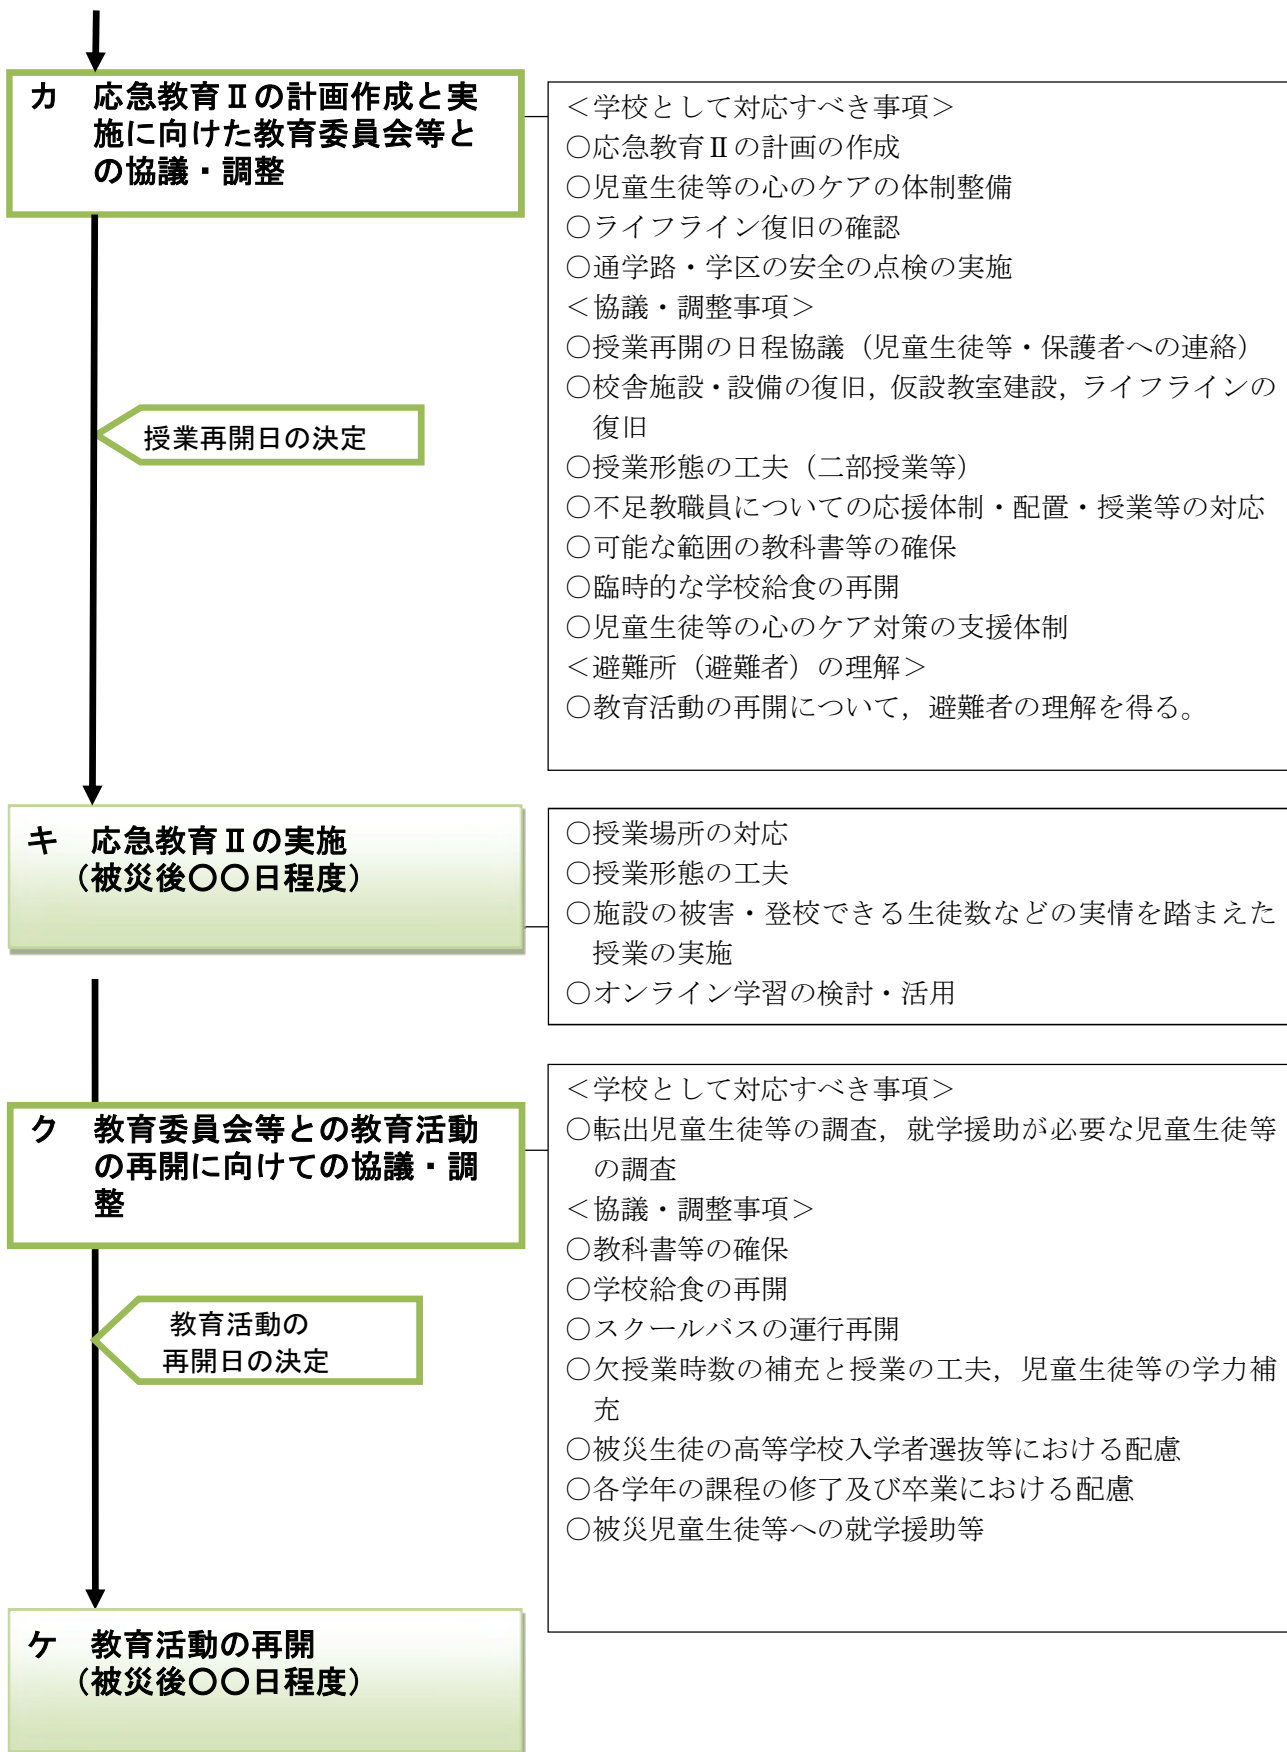 カ 応急教育Ⅱの計画作成と実
施に向けた教育委員会等と
の協議・調整
＜学校として対応すべき事項＞
○応急教育Ⅱの計画の作成
○児童生徒等の心のケアの体制整備
○ライフライン復旧の確認
○通学路・学区の安全の点検の実施
＜協議・調整事項＞
○授業再開の日程協議（児童生徒等・保護者への連絡）
○校舎施設・設備の復旧，仮設教室建設，ライフラインの
復旧
○授業形態の工夫（二部授業等）
○不足教職員についての応援体制・配置・授業等の対応
○可能な範囲の教科書等の確保
○臨時的な学校給食の再開
○児童生徒等の心のケア対策の支援体制
＜避難所（避難者）の理解＞
○教育活動の再開について，避難者の理解を得る。
授業再開日の決定
キ 応急教育Ⅱの実施
（被災後〇〇日程度）
○授業場所の対応
○授業形態の工夫
○施設の被害・登校できる生徒数などの実情を踏まえた
授業の実施
○オンライン学習の検討・活用
ク 教育委員会等との教育活動
の再開に向けての協議・調
整
＜学校として対応すべき事項＞
○転出児童生徒等の調査，就学援助が必要な児童生徒等
の調査
＜協議・調整事項＞
○教科書等の確保
○学校給食の再開
○スクールバスの運行再開
○欠授業時数の補充と授業の工夫，児童生徒等の学力補
充
○被災生徒の高等学校入学者選抜等における配慮
○各学年の課程の修了及び卒業における配慮
○被災児童生徒等への就学援助等
教育活動の
再開日の決定
ケ 教育活動の再開
（被災後〇〇日程度）